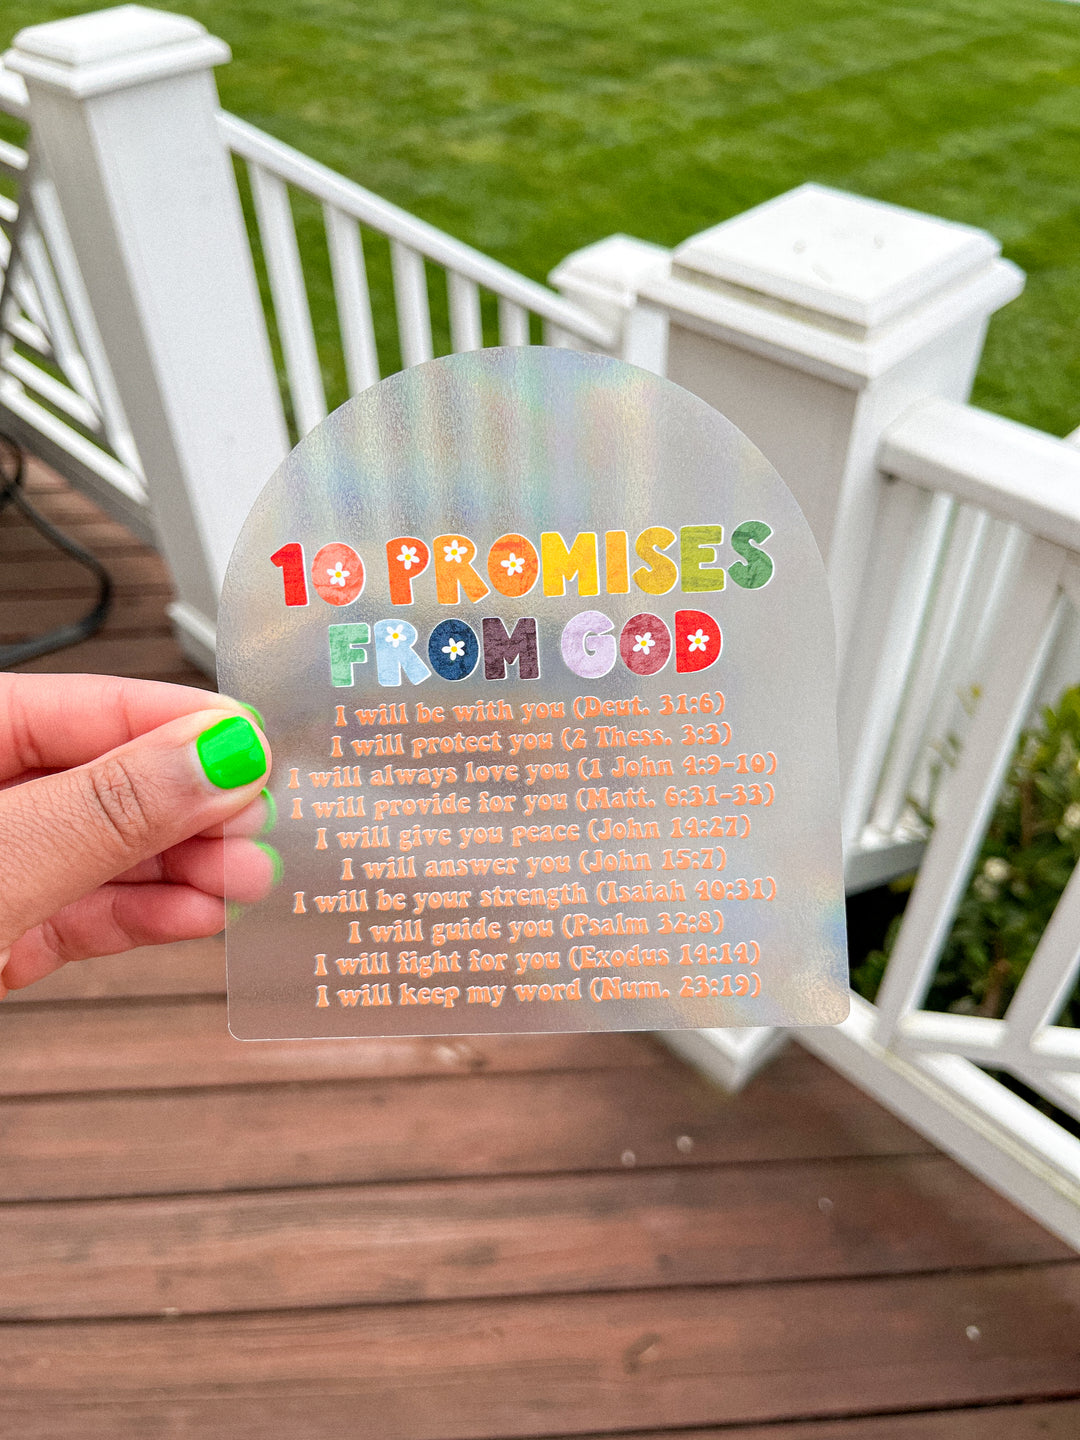 10 PROMISES
FROM GOD
I will be with you (Deut. 31:6)
I will protect you (2 Thess. 3:3)
I will always love you (1 John 4:9-10)
I will provide for you (Matt. 6:31-33)
I will give you peace (John 14:27)
I will answer you (John 15:7)
I will be your strength (Isaiah 40:31)
I will guide you (Psalm 32:8)
I will fight for you (Exodus 14:14)
I will keep my word (Num. 23:19)